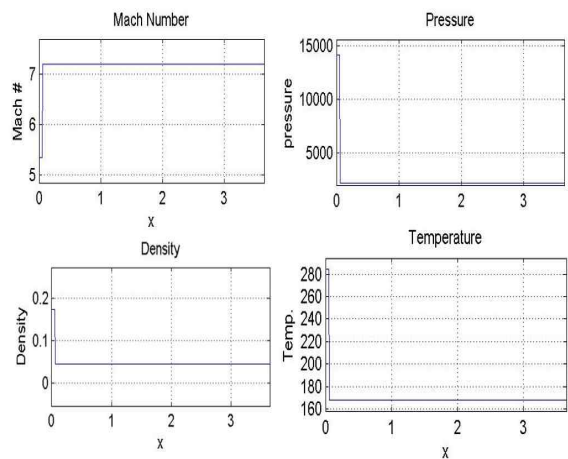 Mach Number
Mach #
7
6
5
0 1 2 3
x
Pressure
pressure
15000
10000
5000
0 1 2 3
Density
Density
0.2
0.1
0
0 1 2 3
x
Temperature
Temp.
280
260
240
220
200
180
160
0 1 2 3
x